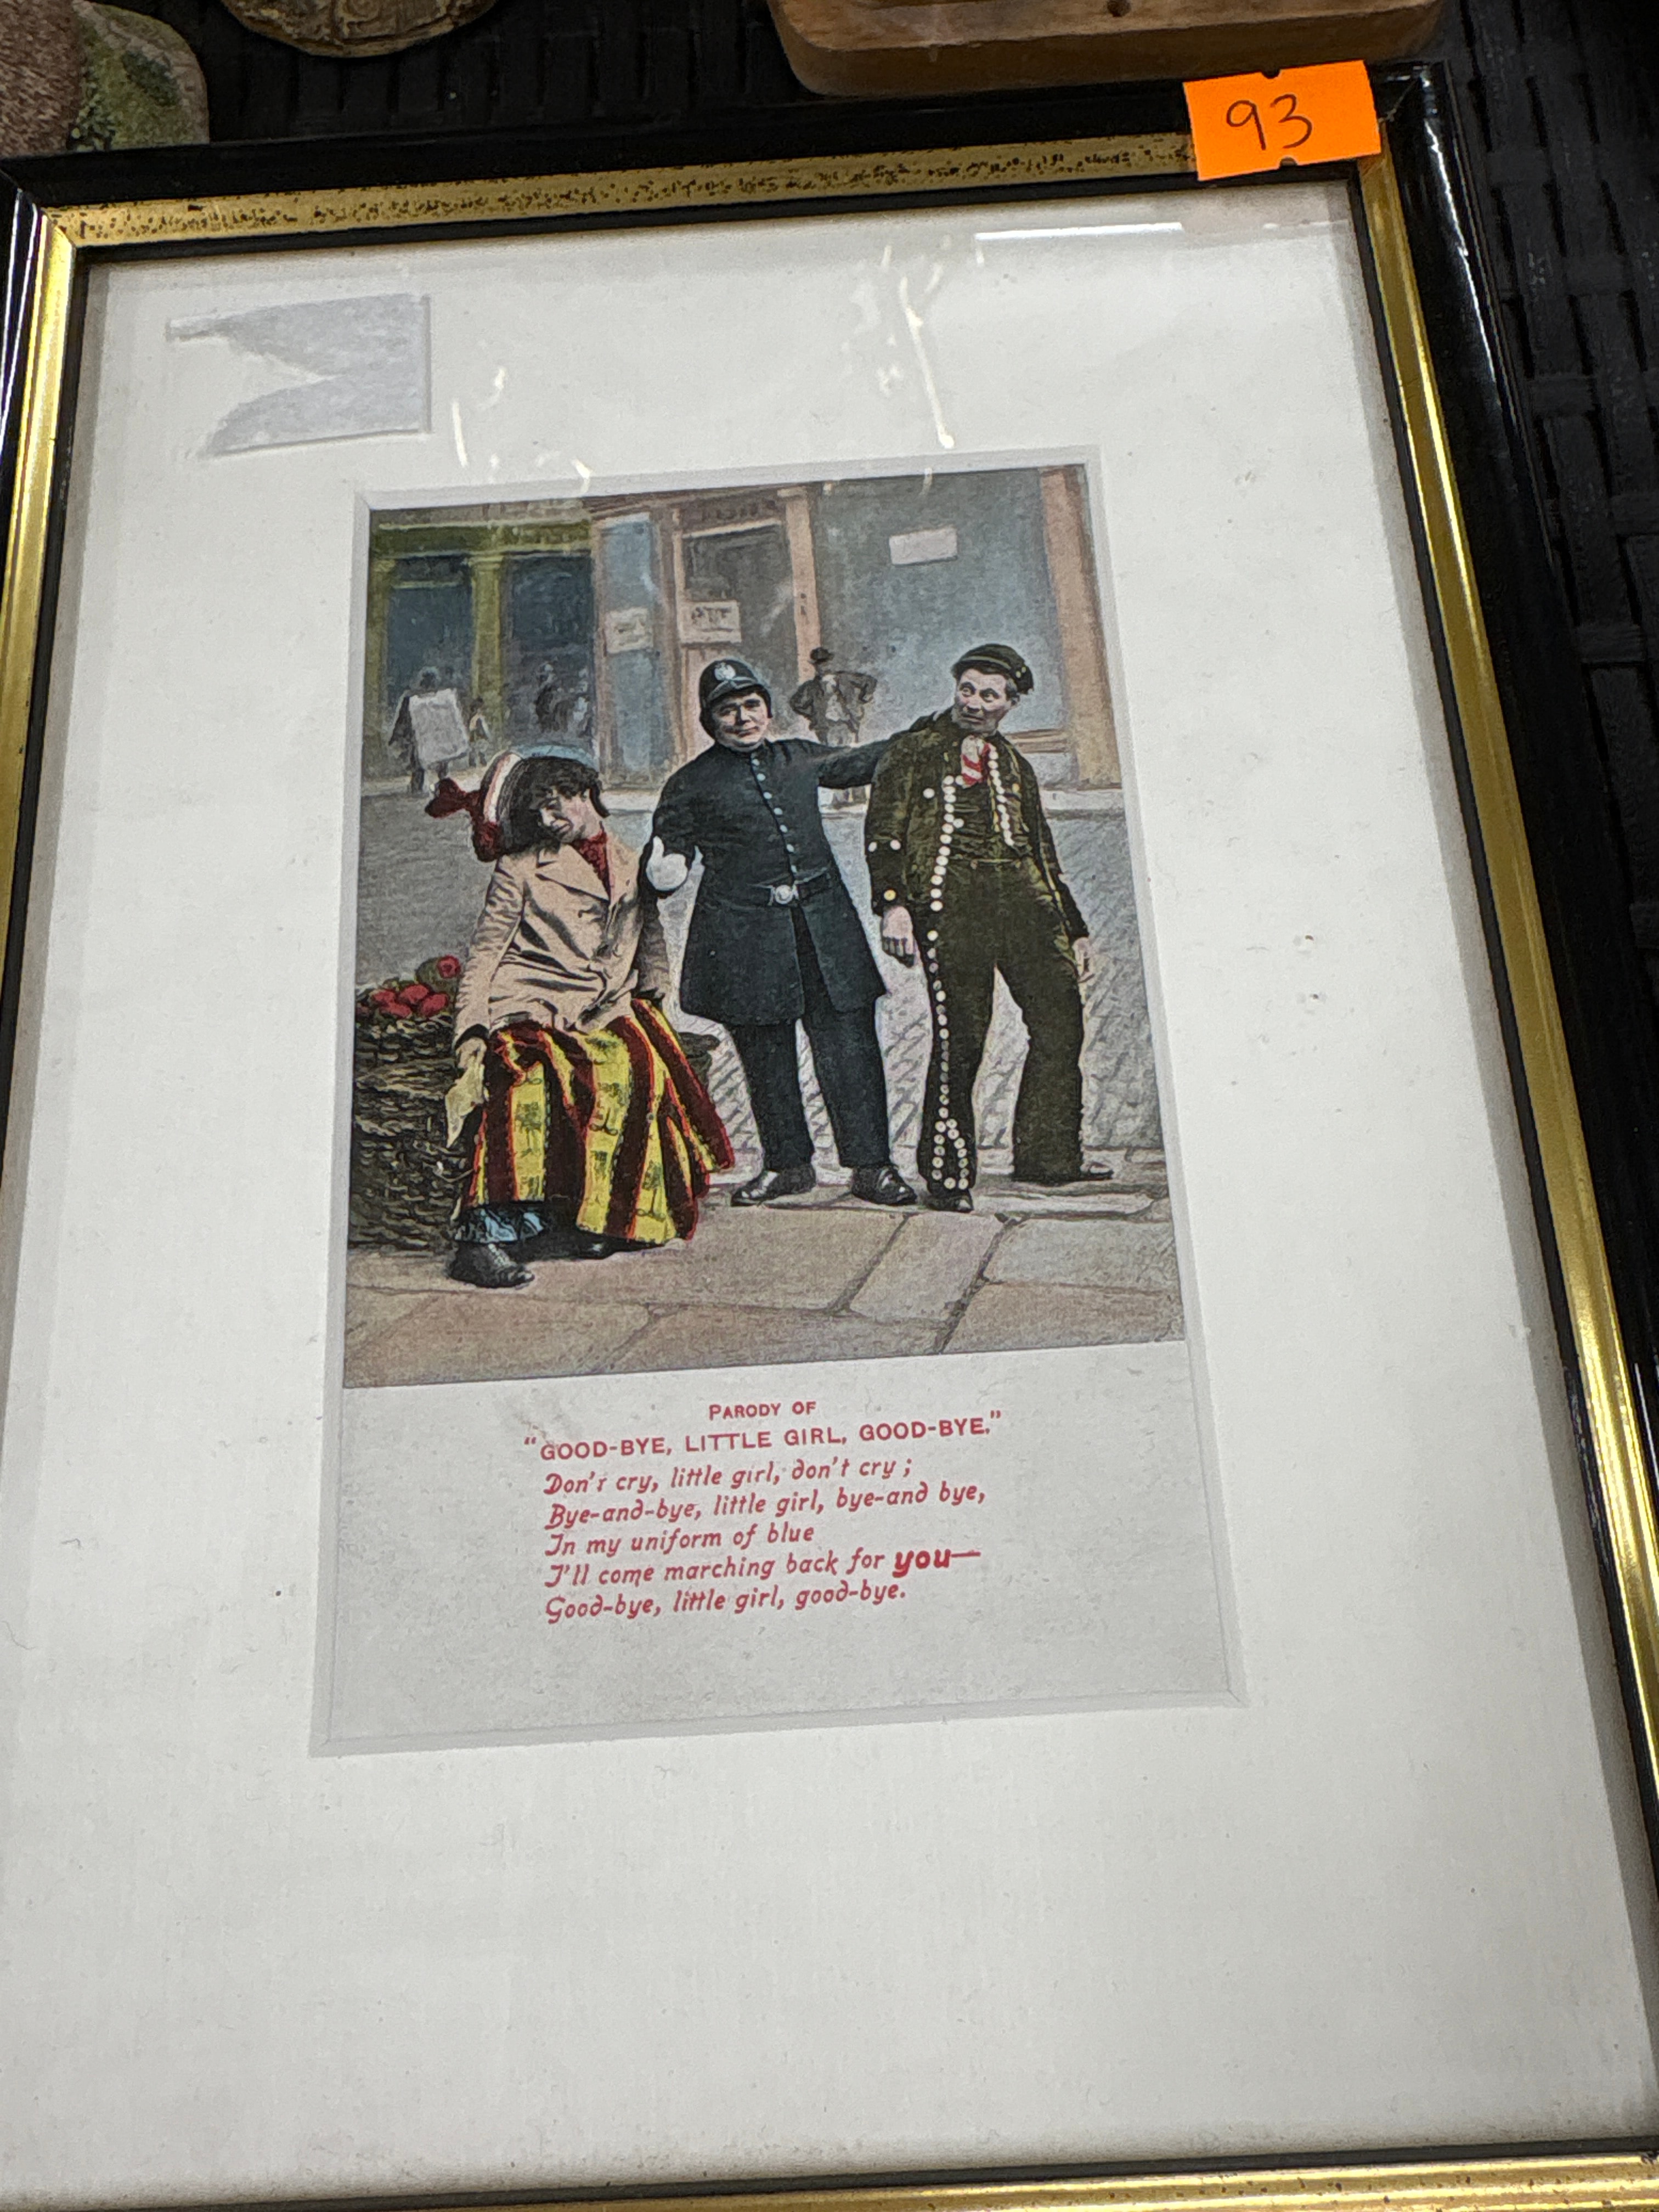 93
PARODY OF
"GOOD-BYE, LITTLE GIRL, GOOD-BYE."
Don't cry, little girl, don't cry;
Bye-and-bye, little girl, bye-and bye,
In my uniform of blue
I'll come marching back for you—
Good-bye, little girl, good-bye.